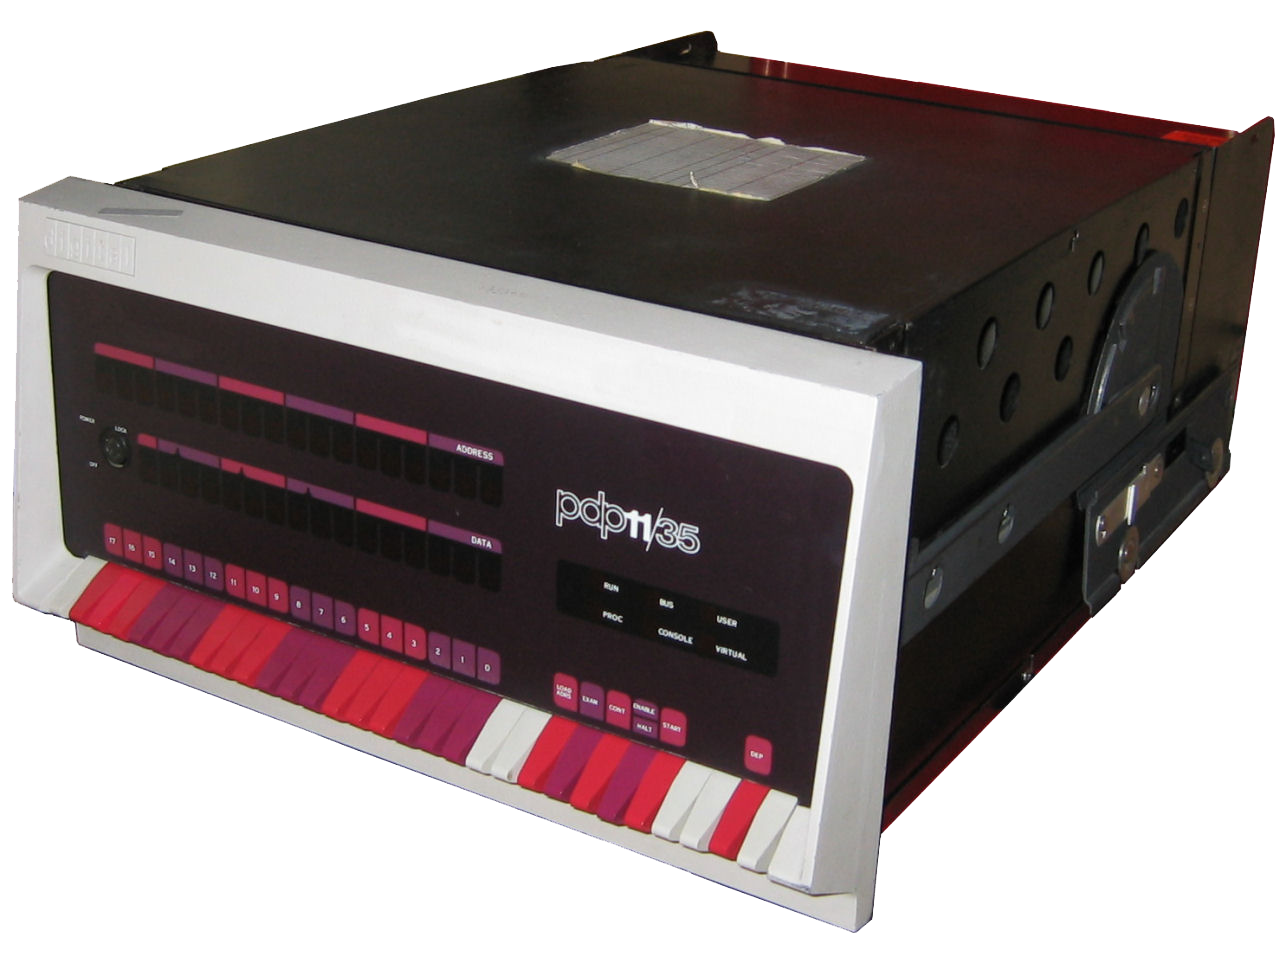 digital
ADDRESS
POWER
LOCK
OFF
DATA
pdp11/35
RUN BUS USER
PROC CONSOLE VIRTUAL
17 16 15 14 13 12 11 10 9 8 7 6 5 4 3 2 1 0
LOAD
ADRS
EXAM
CONT
ENABLE
HALT
START
DEP